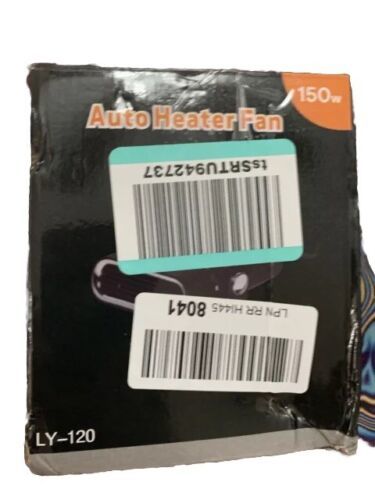 150w
Auto Heater Fan
tsSRTU942737
LPN RR HI445 8041
LY-120